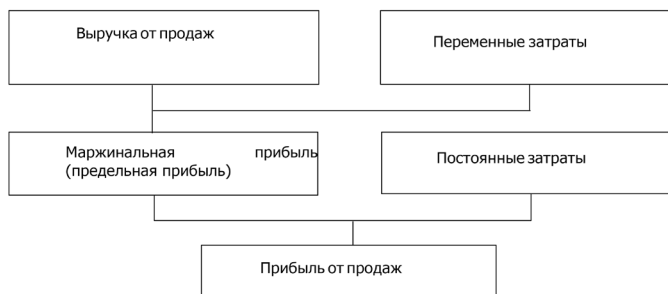 Выручка от продаж
Переменные затраты
Маржинальная прибыль
(предельная прибыль)
Постоянные затраты
Прибыль от продаж